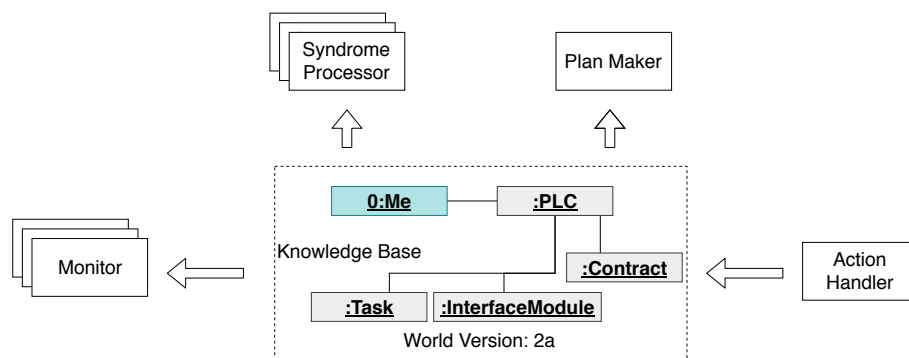 Syndrome
Processor
Plan Maker
0:Me
:PLC
Knowledge Base
:Contract
Monitor
Action
Handler
:Task
:InterfaceModule
World Version: 2a